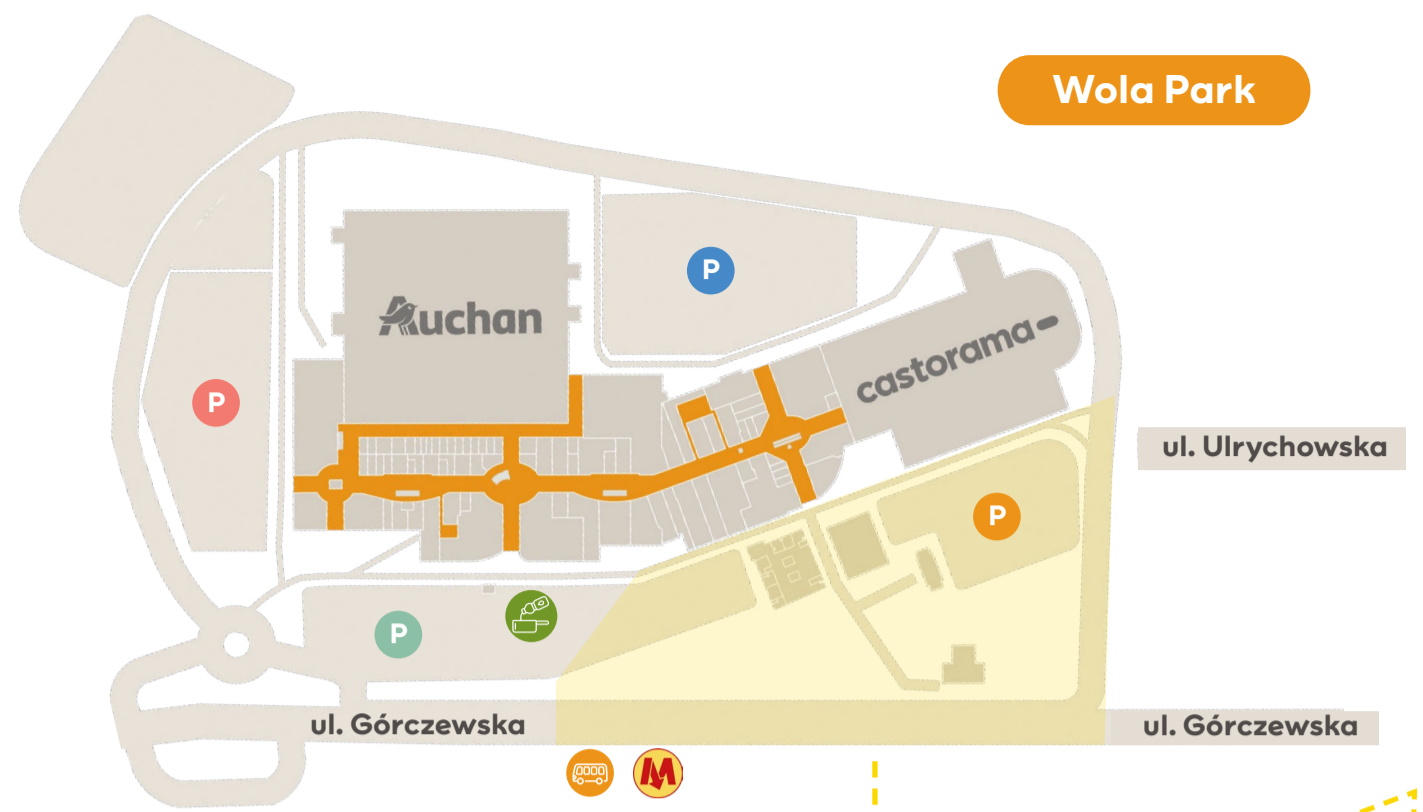 Wola Park
P
Auchan
castorama
P
ul. Ulrychowska
P
P
ul. Górczewska
ul. Górczewska
M